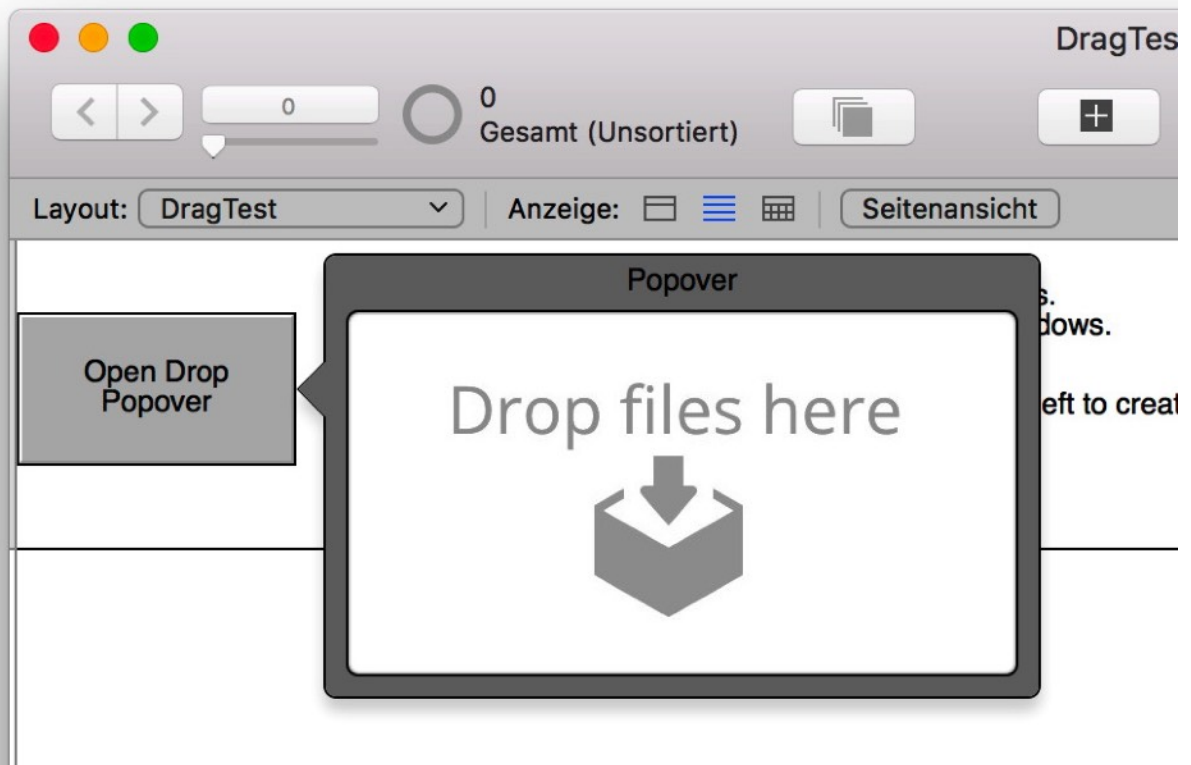 DragTes
0
0
Gesamt (Unsortiert)
Layout: DragTest Anzeige: Seitenansicht
Popover
s.
dows.
Open Drop
Popover
Drop files here
eft to creat